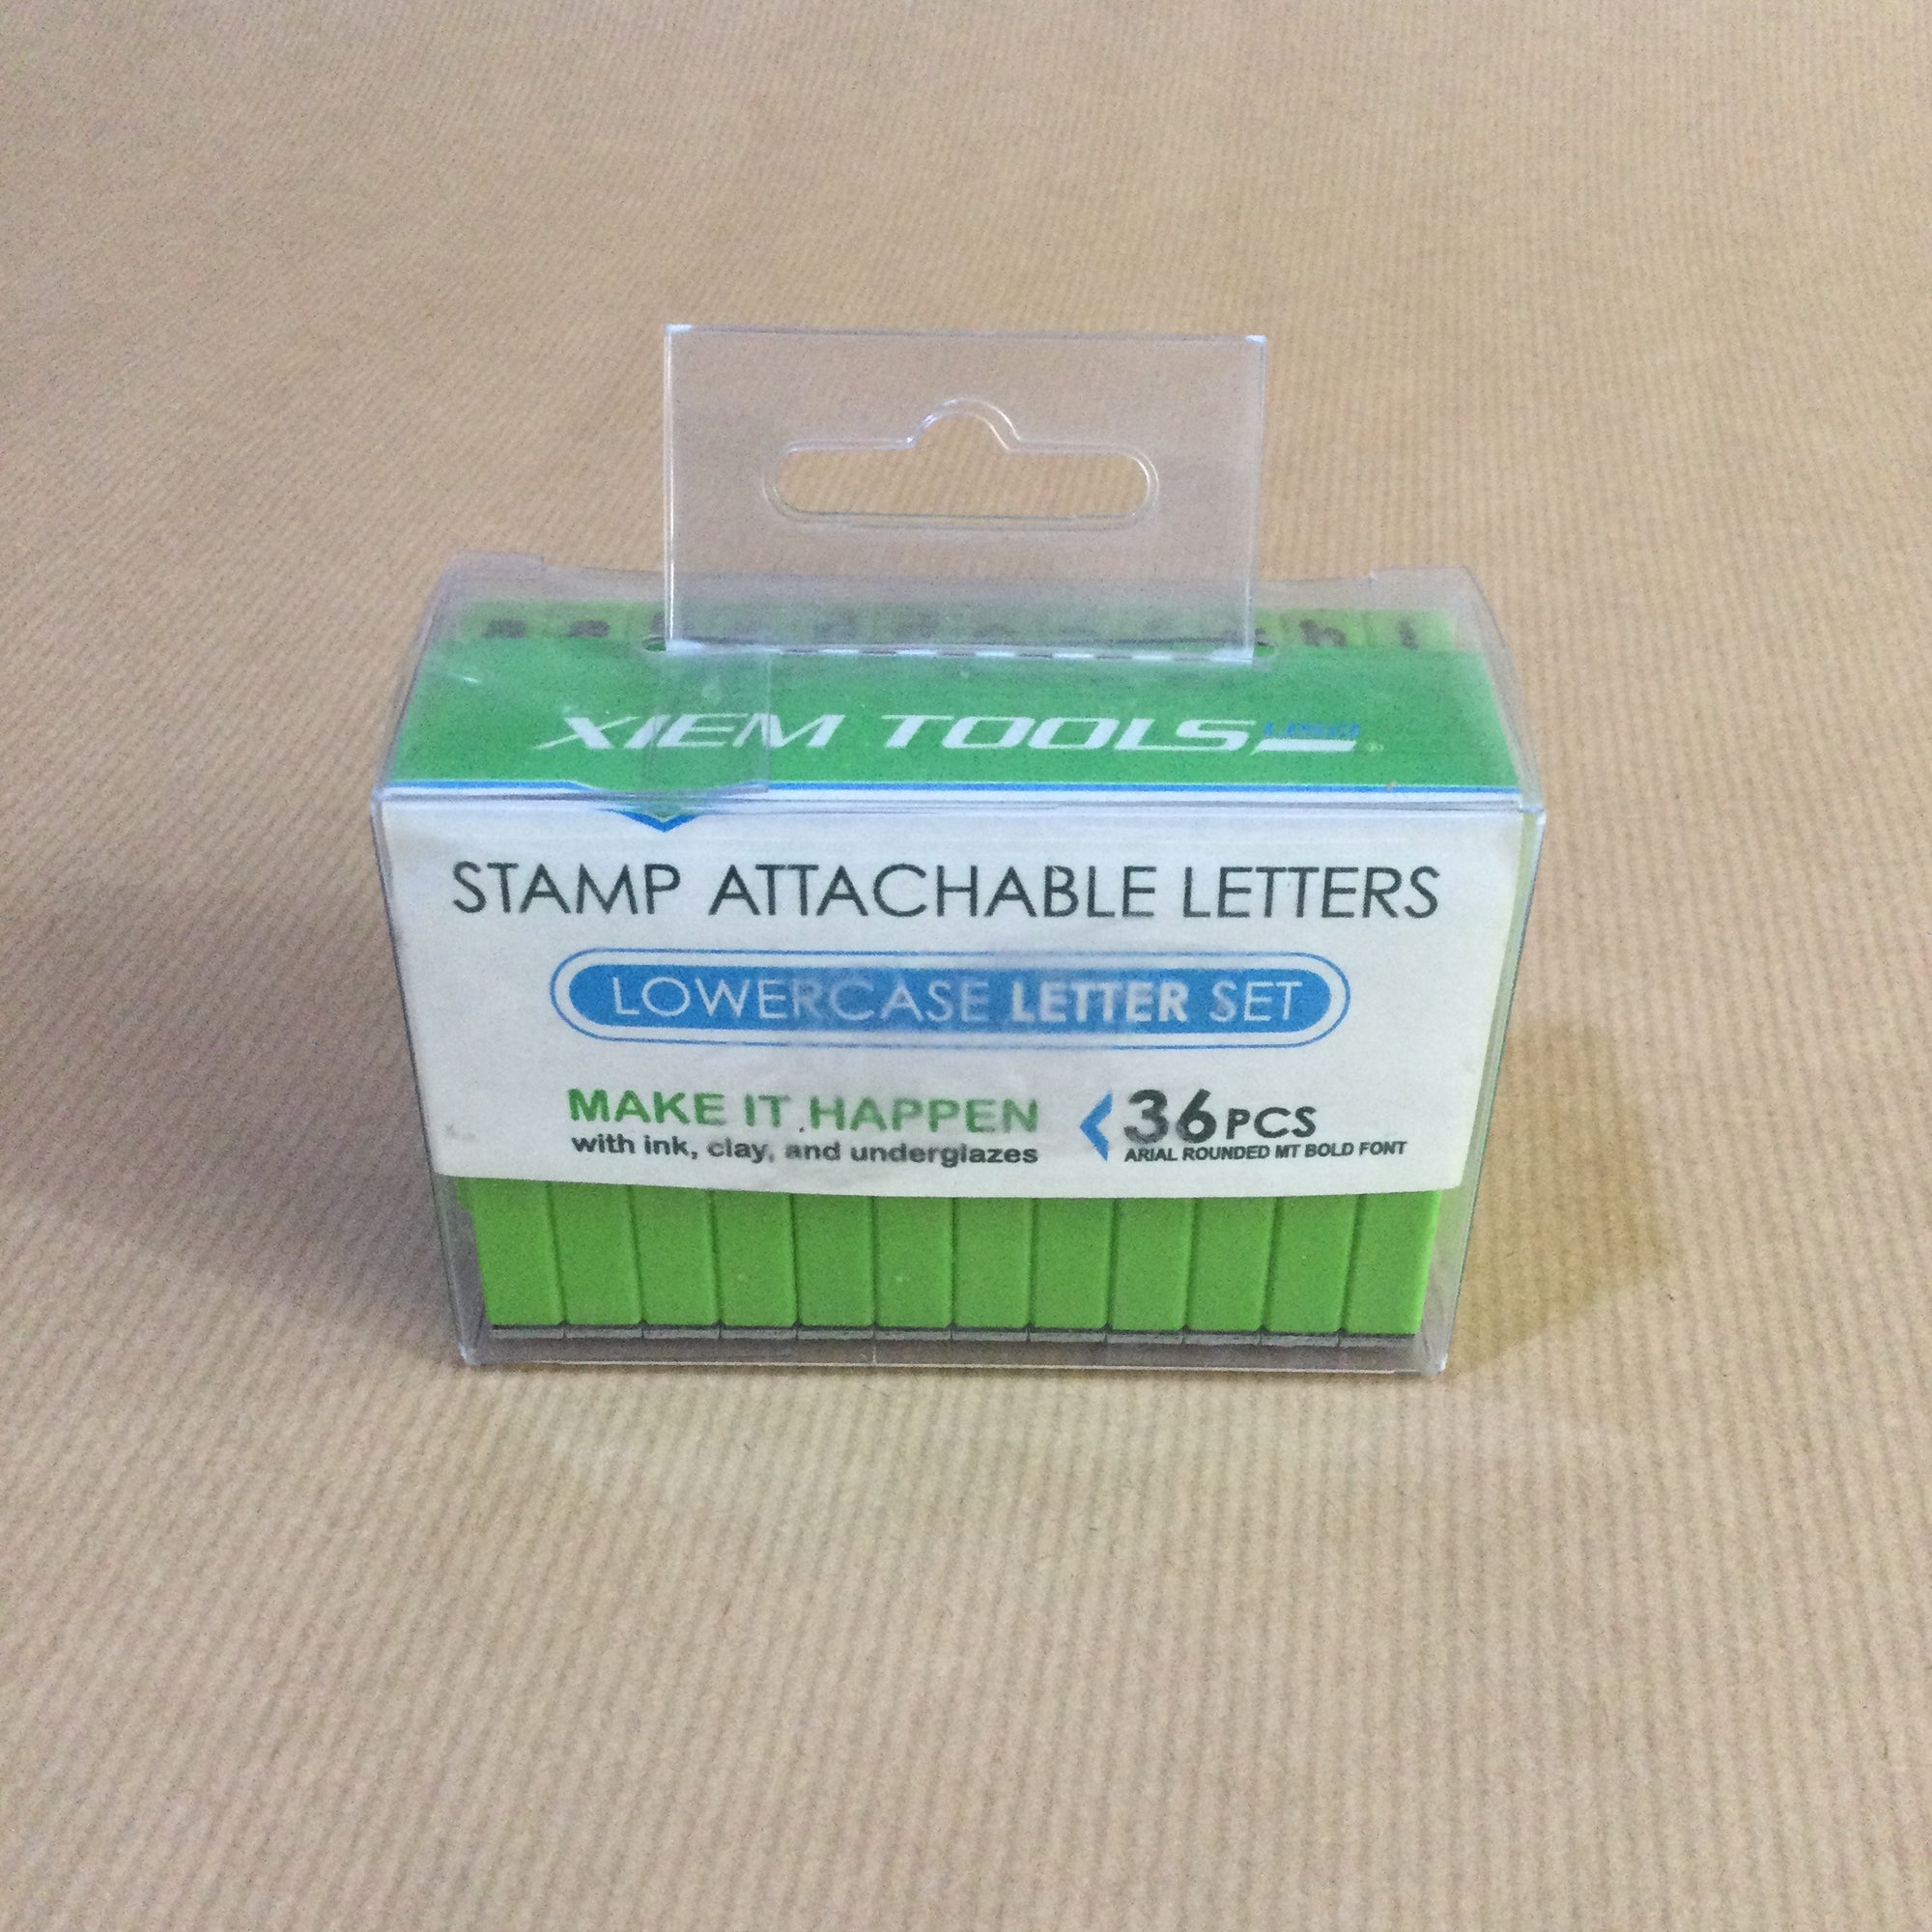 XIEM TOOLS USA ®
STAMP ATTACHABLE LETTERS
LOWERCASE LETTER SET
MAKE IT HAPPEN
with ink, clay, and underglazes
36 PCS
ARIAL ROUNDED MT BOLD FONT